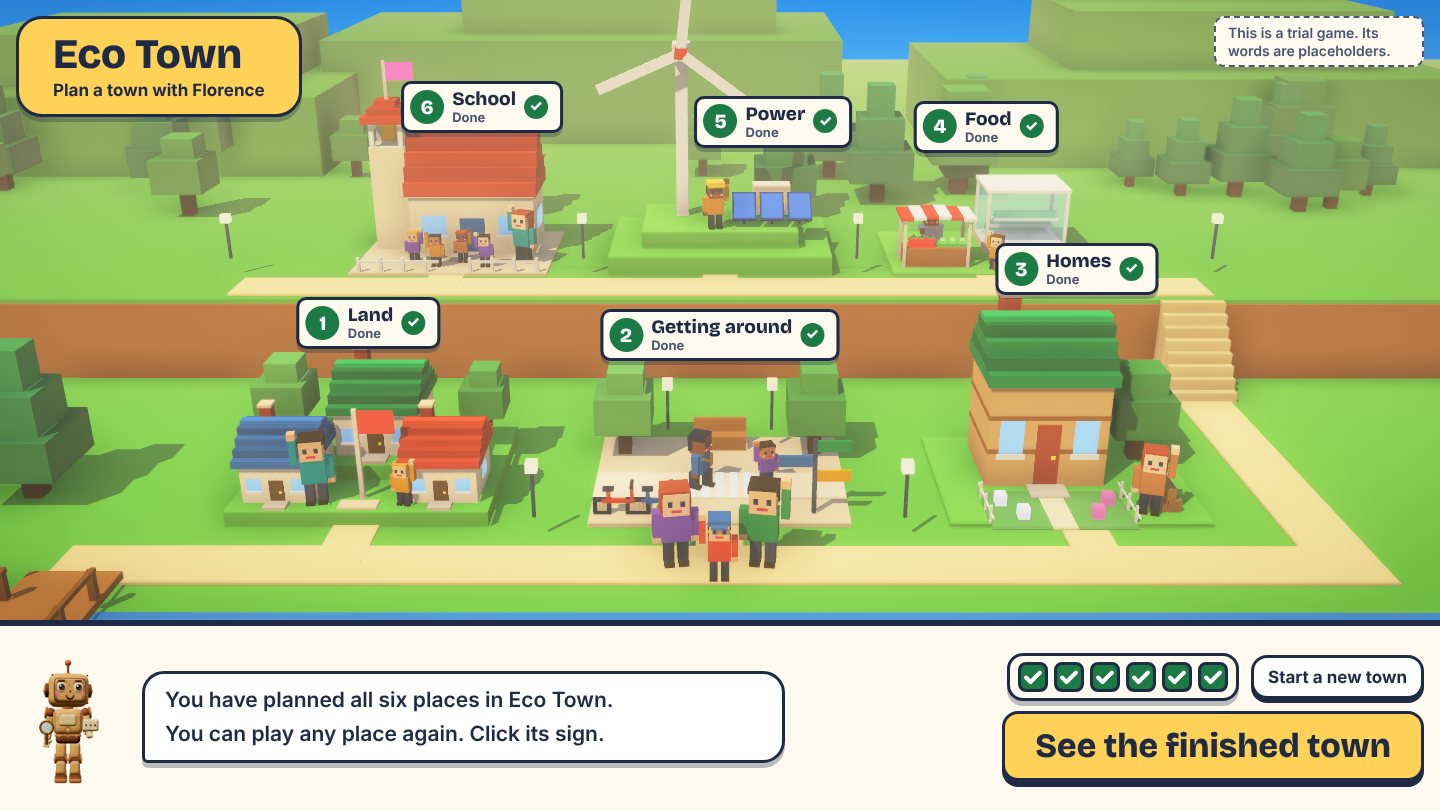 Eco Town
Plan a town with Florence
This is a trial game. Its
words are placeholders.
6 School
Done
5 Power
Done
4 Food
Done
3 Homes
Done
1 Land
Done
2 Getting around
Done
You have planned all six places in Eco Town.
You can play any place again. Click its sign.
Start a new town
See the finished town